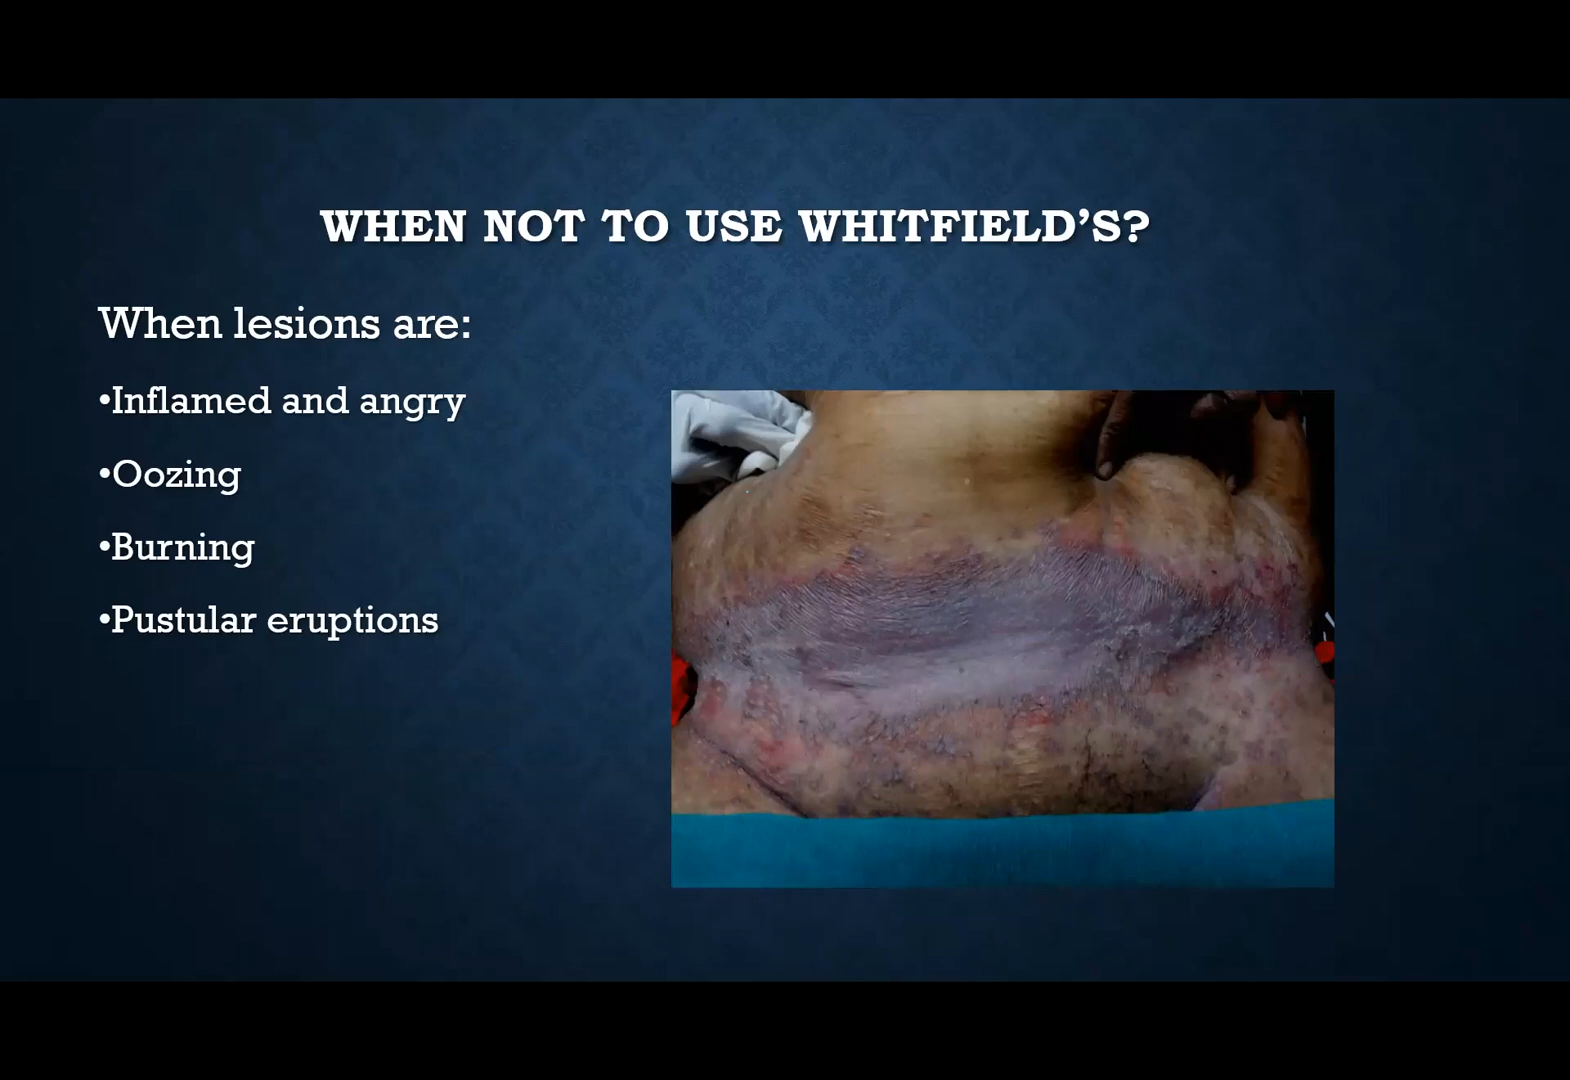 WHEN NOT TO USE WHITFIELD’S?
When lesions are:
•Inflamed and angry
•Oozing
•Burning
•Pustular eruptions